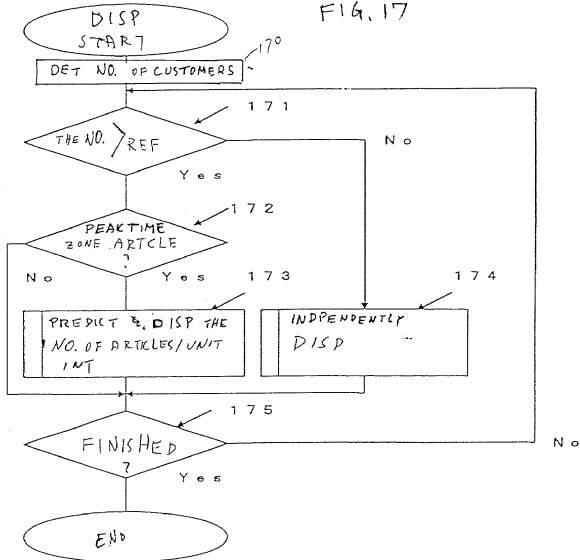 FIG. 17
DISP
START
170
DET NO. OF CUSTOMERS
171
THE NO. > REF
No
Yes
172
PEAKTIME
ZONE ARTCLE
?
No
Yes
173
174
PREDICT &. DISP THE
NO. OF ARTICLES/UNIT
INT
INDPENDENTLY
DISP
175
FINISHED
?
No
Yes
END